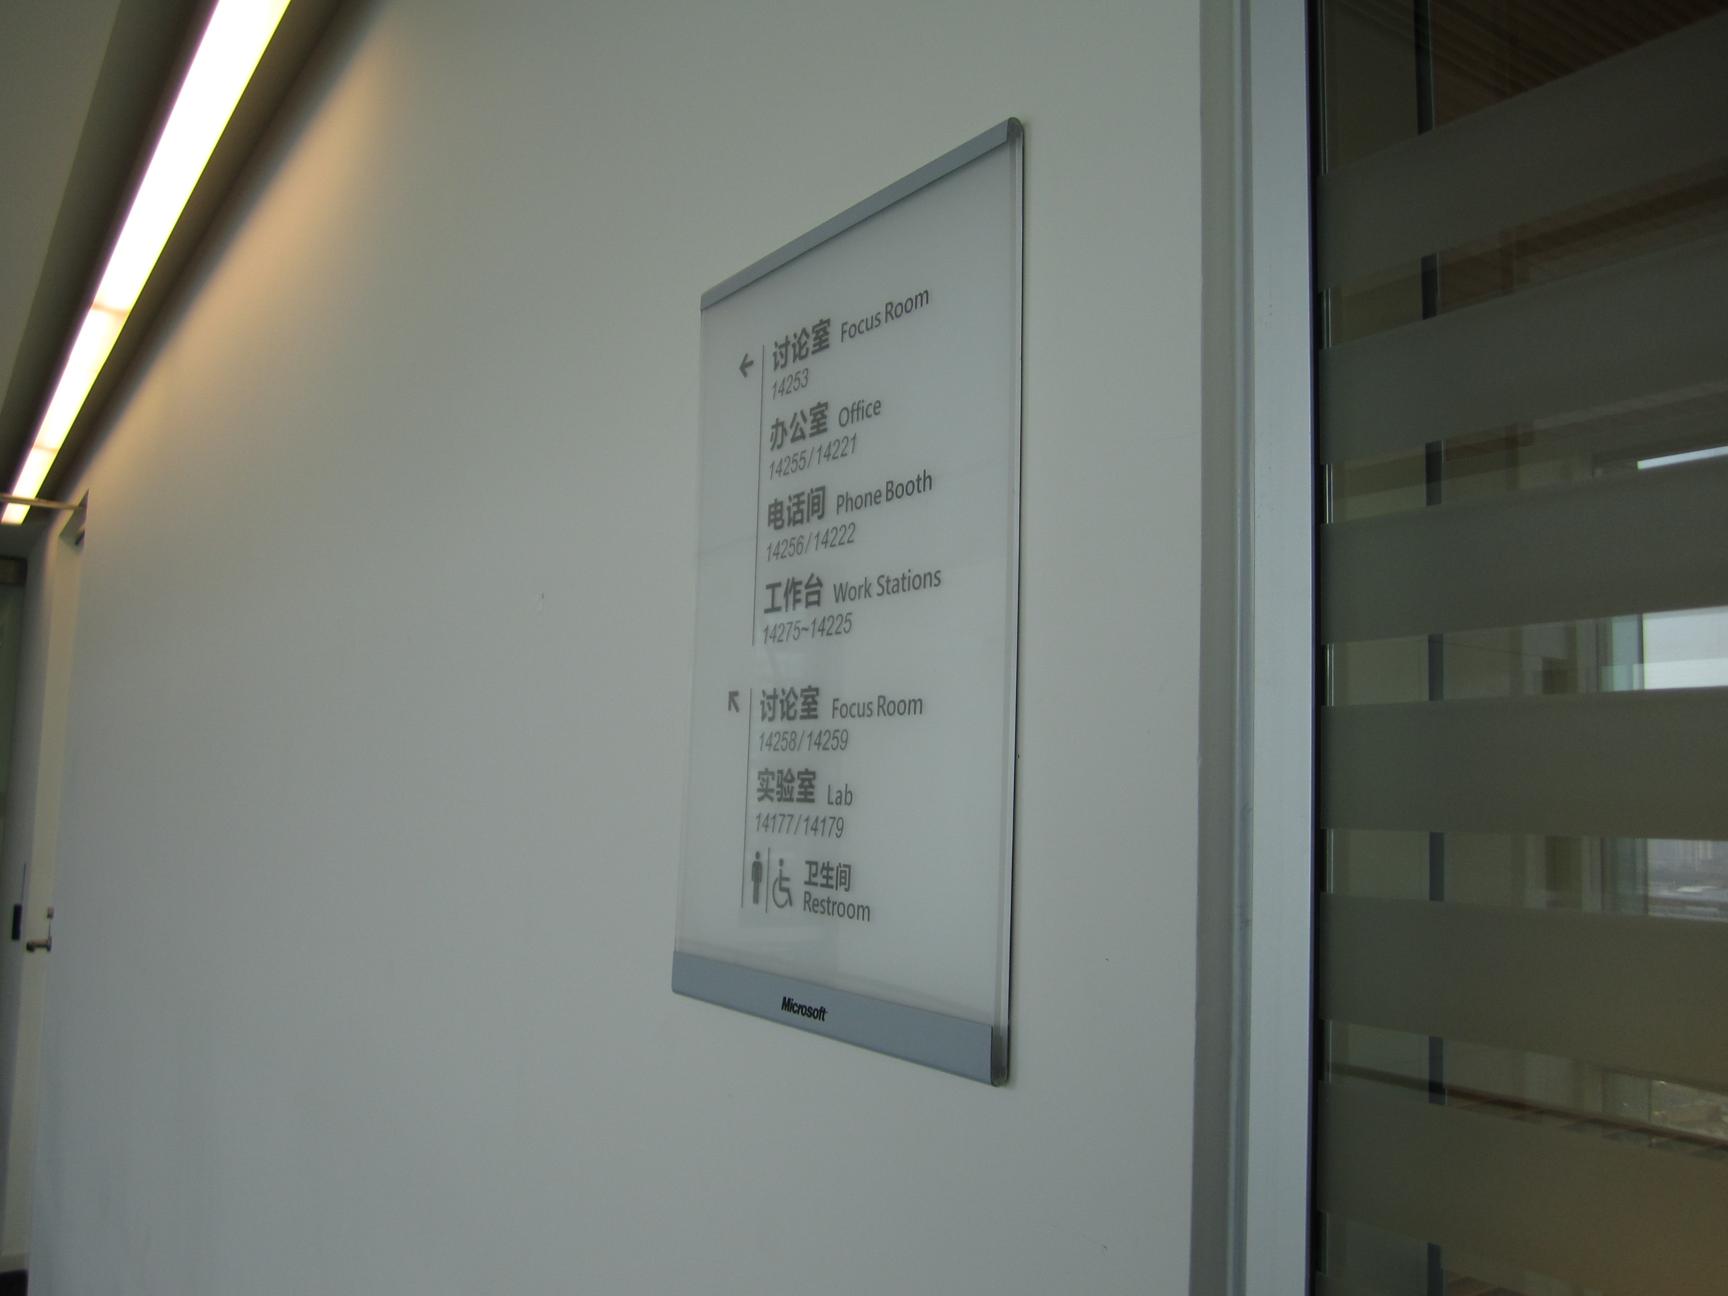 讨论室 Focus Room
14253
办公室 Office
14255/14221
电话间 Phone Booth
14256/14222
工作台 Work Stations
14275~14225
讨论室 Focus Room
14258/14259
实验室 Lab
14177/14179
卫生间
Restroom
Microsoft